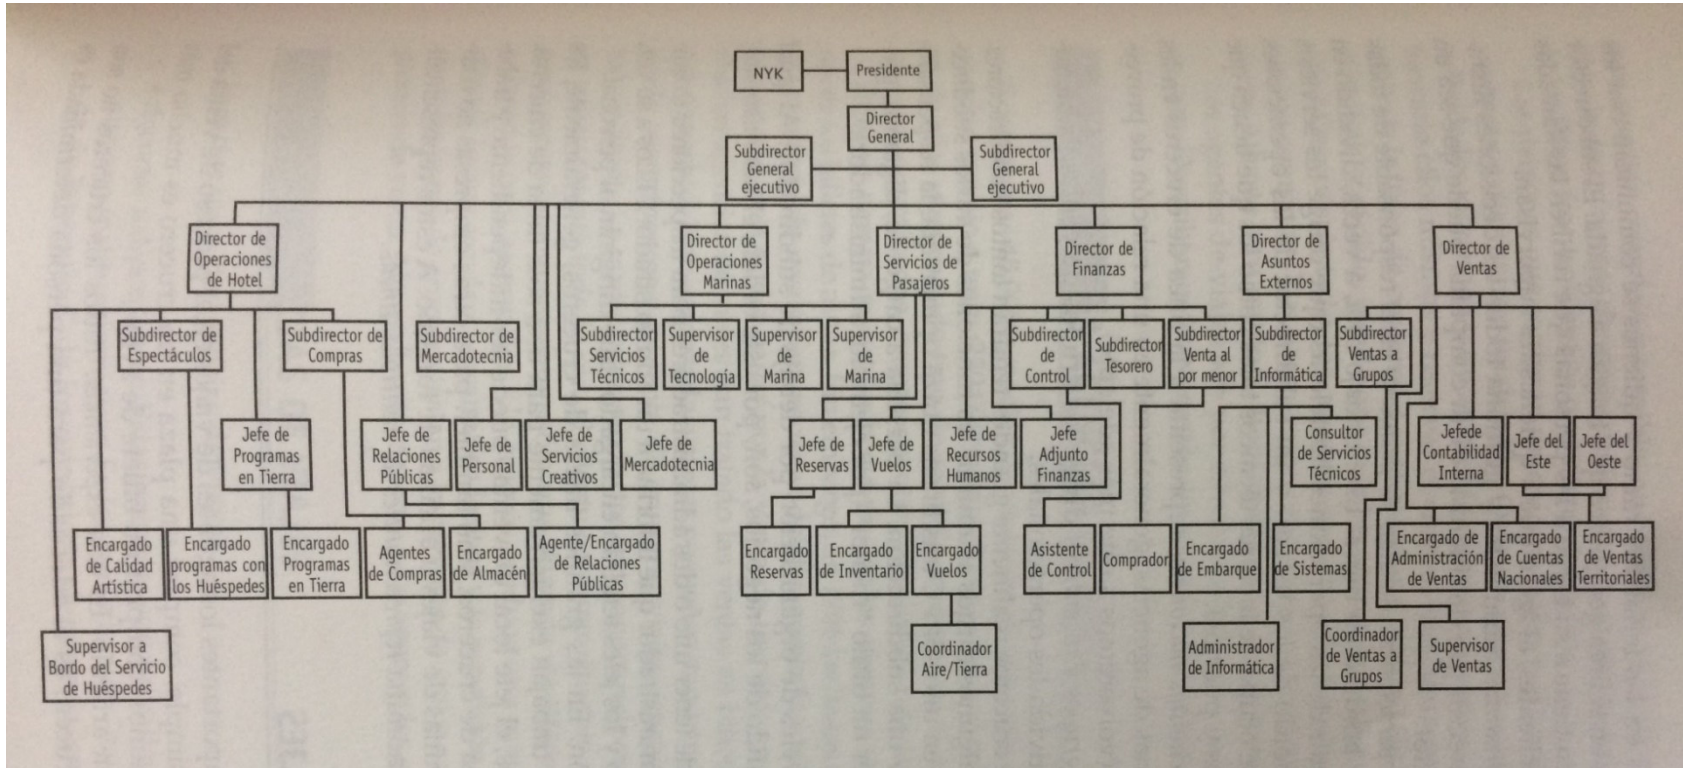 NYK
Presidente
Director
General
Subdirector
General
ejecutivo
Subdirector
General
ejecutivo
Director de
Operaciones
de Hotel
Director de
Operaciones
Marinas
Director de
Servicios de
Pasajeros
Director de
Finanzas
Director de
Asuntos
Externos
Director de
Ventas
Subdirector de
Espectáculos
Subdirector de
Compras
Subdirector de
Mercadotecnia
Subdirector
Servicios
Técnicos
Supervisor
de
Tecnología
Supervisor
de
Marina
Supervisor
de
Marina
Subdirector
de
Control
Subdirector
Tesorero
Subdirector
Venta al
por menor
Subdirector
de
Informática
Subdirector
Ventas a
Grupos
Jefe de
Programas
en Tierra
Jefe de
Relaciones
Públicas
Jefe de
Personal
Jefe de
Servicios
Creativos
Jefe de
Mercadotecnia
Jefe de
Reservas
Jefe de
Vuelos
Jefe de
Recursos
Humanos
Jefe
Adjunto
Finanzas
Consultor
de Servicios
Técnicos
Jefede
Contabilidad
Interna
Jefe del
Este
Jefe del
Oeste
Encargado
de Calidad
Artística
Encargado
programas con
los Huéspedes
Encargado
Programas
en Tierra
Agentes
de Compras
Encargado
de Almacén
Agente/Encargado
de Relaciones
Públicas
Encargado
Reservas
Encargado
de Inventario
Encargado
Vuelos
Asistente
de Control
Comprador
Encargado
de Embarque
Encargado
de Sistemas
Encargado de
Administración
de Ventas
Encargado
de Cuentas
Nacionales
Encargado
de Ventas
Territoriales
Supervisor a
Bordo del Servicio
de Huéspedes
Coordinador
Aire/Tierra
Administrador
de Informática
Coordinador
de Ventas a
Grupos
Supervisor
de Ventas